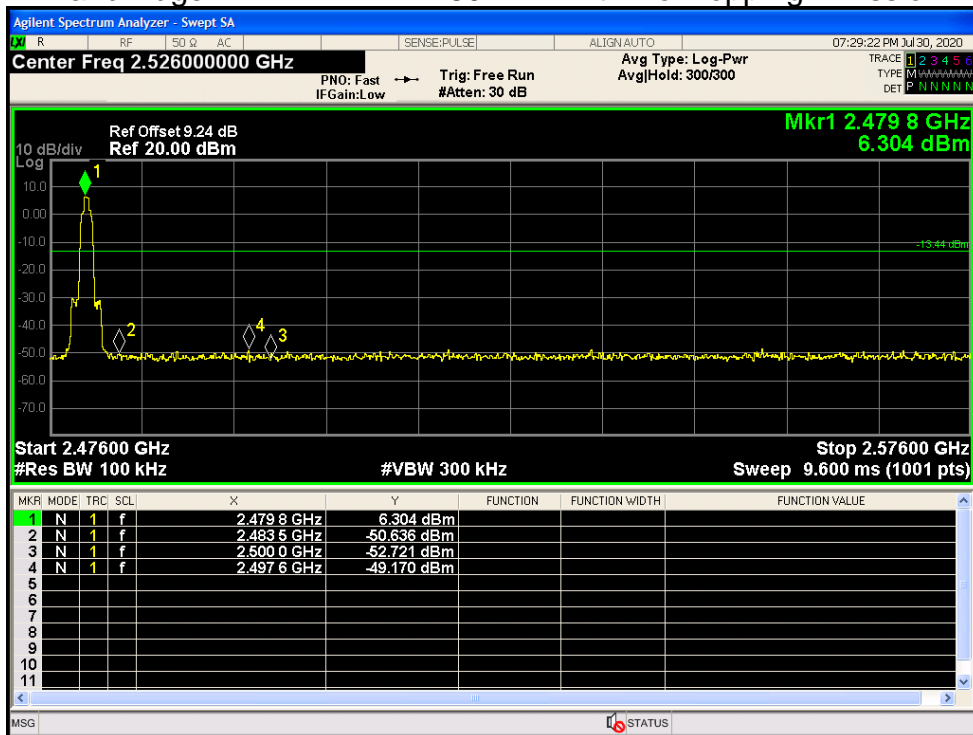 Agilent Spectrum Analyzer - Swept SA
LXI R RF 50 Ω AC SENSE:PULSE ALIGN AUTO 07:29:22 PM Jul 30, 2020
Center Freq 2.526000000 GHz
PNO: Fast Trig: Free Run Avg Type: Log-Pwr TRACE 1 2 3 4 5 6
IFGain:Low #Atten: 30 dB Avg|Hold: 300/300 TYPE M
DET P N N N N N
Mkr1 2.479 8 GHz
6.304 dBm
Ref Offset 9.24 dB
10 dB/div Ref 20.00 dBm
Log
1
10.0
0.00
-10.0
-13.44 dBm
-20.0
-30.0
-40.0
2 4 3
-50.0
-60.0
-70.0
Start 2.47600 GHz Stop 2.57600 GHz
#Res BW 100 kHz #VBW 300 kHz Sweep 9.600 ms (1001 pts)
MKR MODE TRC SCL X Y FUNCTION FUNCTION WIDTH FUNCTION VALUE
1 N 1 f 2.479 8 GHz 6.304 dBm
2 N 1 f 2.483 5 GHz -50.636 dBm
3 N 1 f 2.500 0 GHz -52.721 dBm
4 N 1 f 2.497 6 GHz -49.170 dBm
5
6
7
8
9
10
11
MSG STATUS